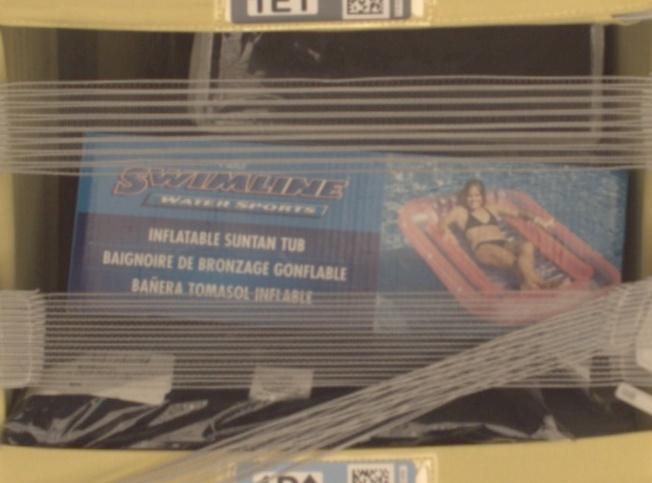 SWIMLINE
WATER SPORTS
INFLATABLE SUNTAN TUB
BAIGNOIRE DE BRONZAGE GONFLABLE
BAÑERA TOMASOL INFLABLE